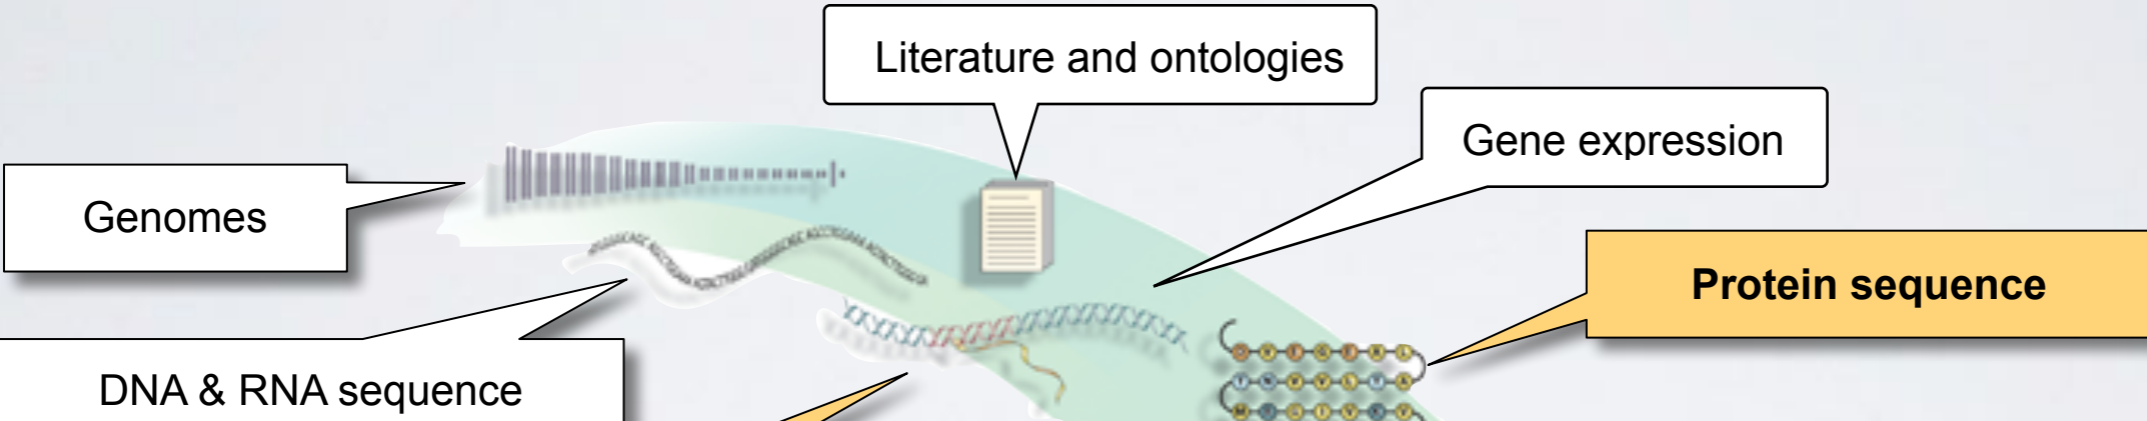 Literature and ontologies
Gene expression
Genomes
Protein sequence
DNA & RNA sequence